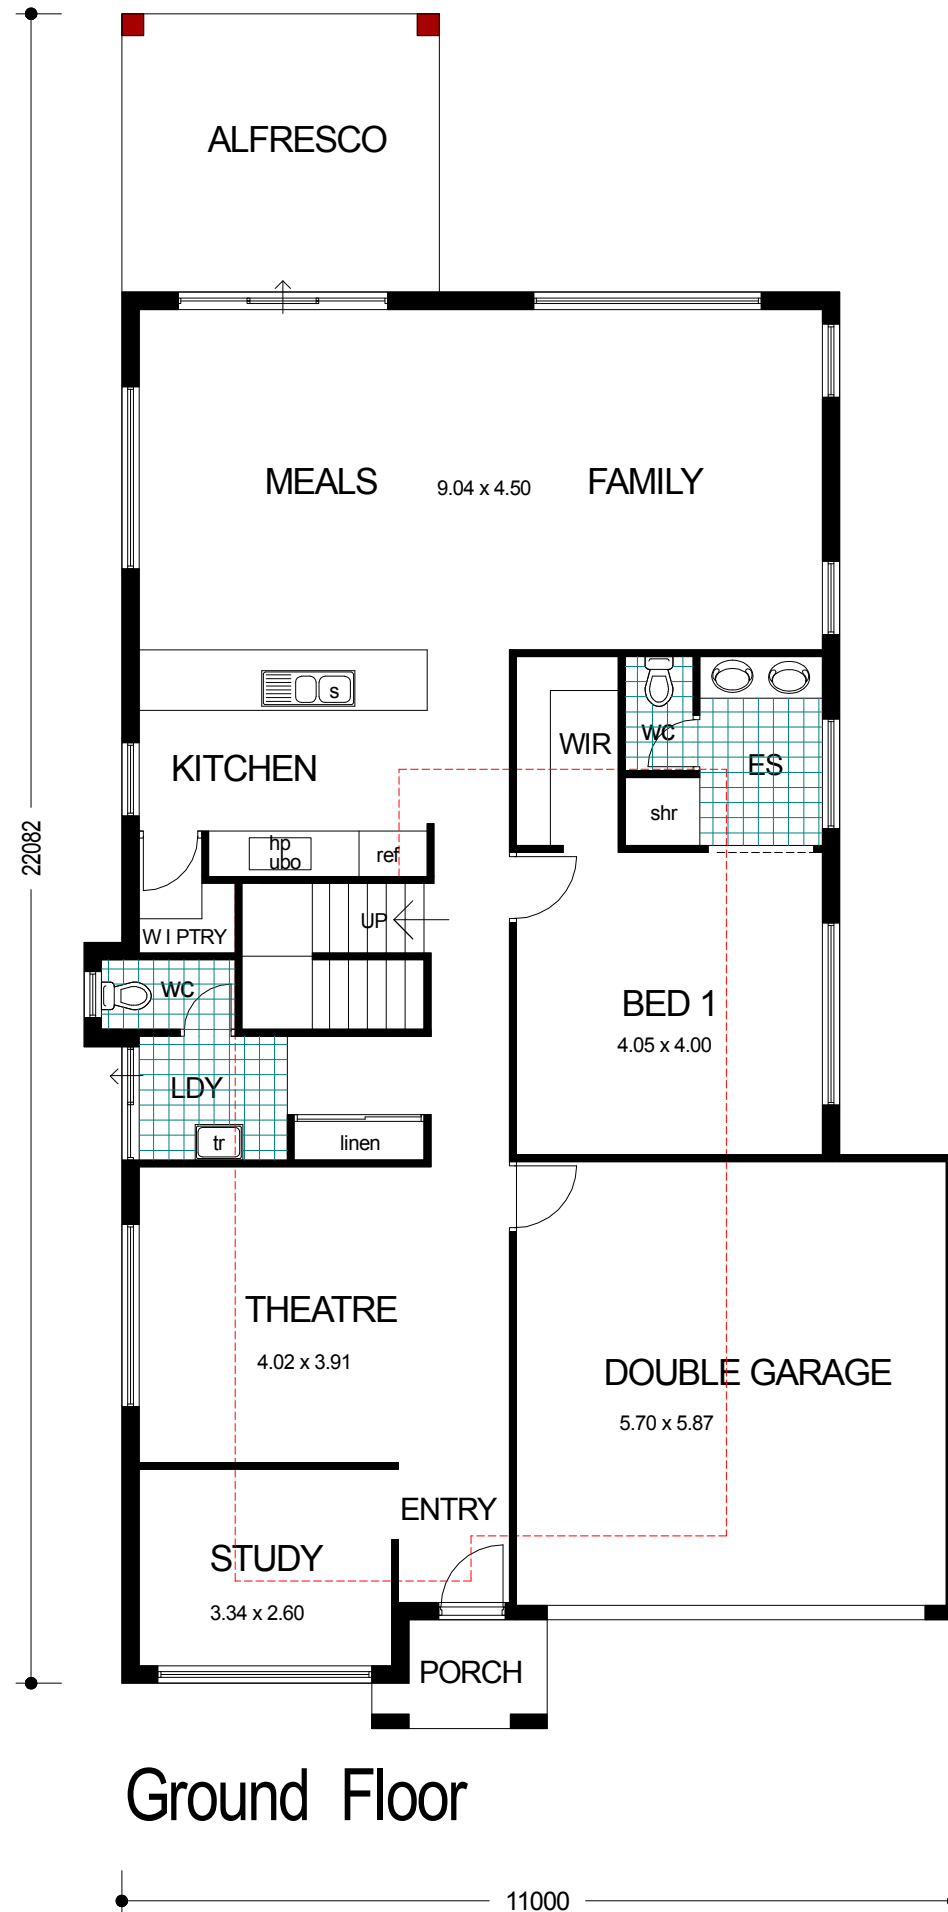 ALFRESCO
MEALS 9.04 x 4.50 FAMILY
s
WIR
WC
ES
KITCHEN
shr
hp
ubo
ref
22082
UP
W I PTRY
WC
BED 1
4.05 x 4.00
LDY
tr
linen
THEATRE
4.02 x 3.91
DOUBLE GARAGE
5.70 x 5.87
ENTRY
STUDY
3.34 x 2.60
PORCH
Ground Floor
11000